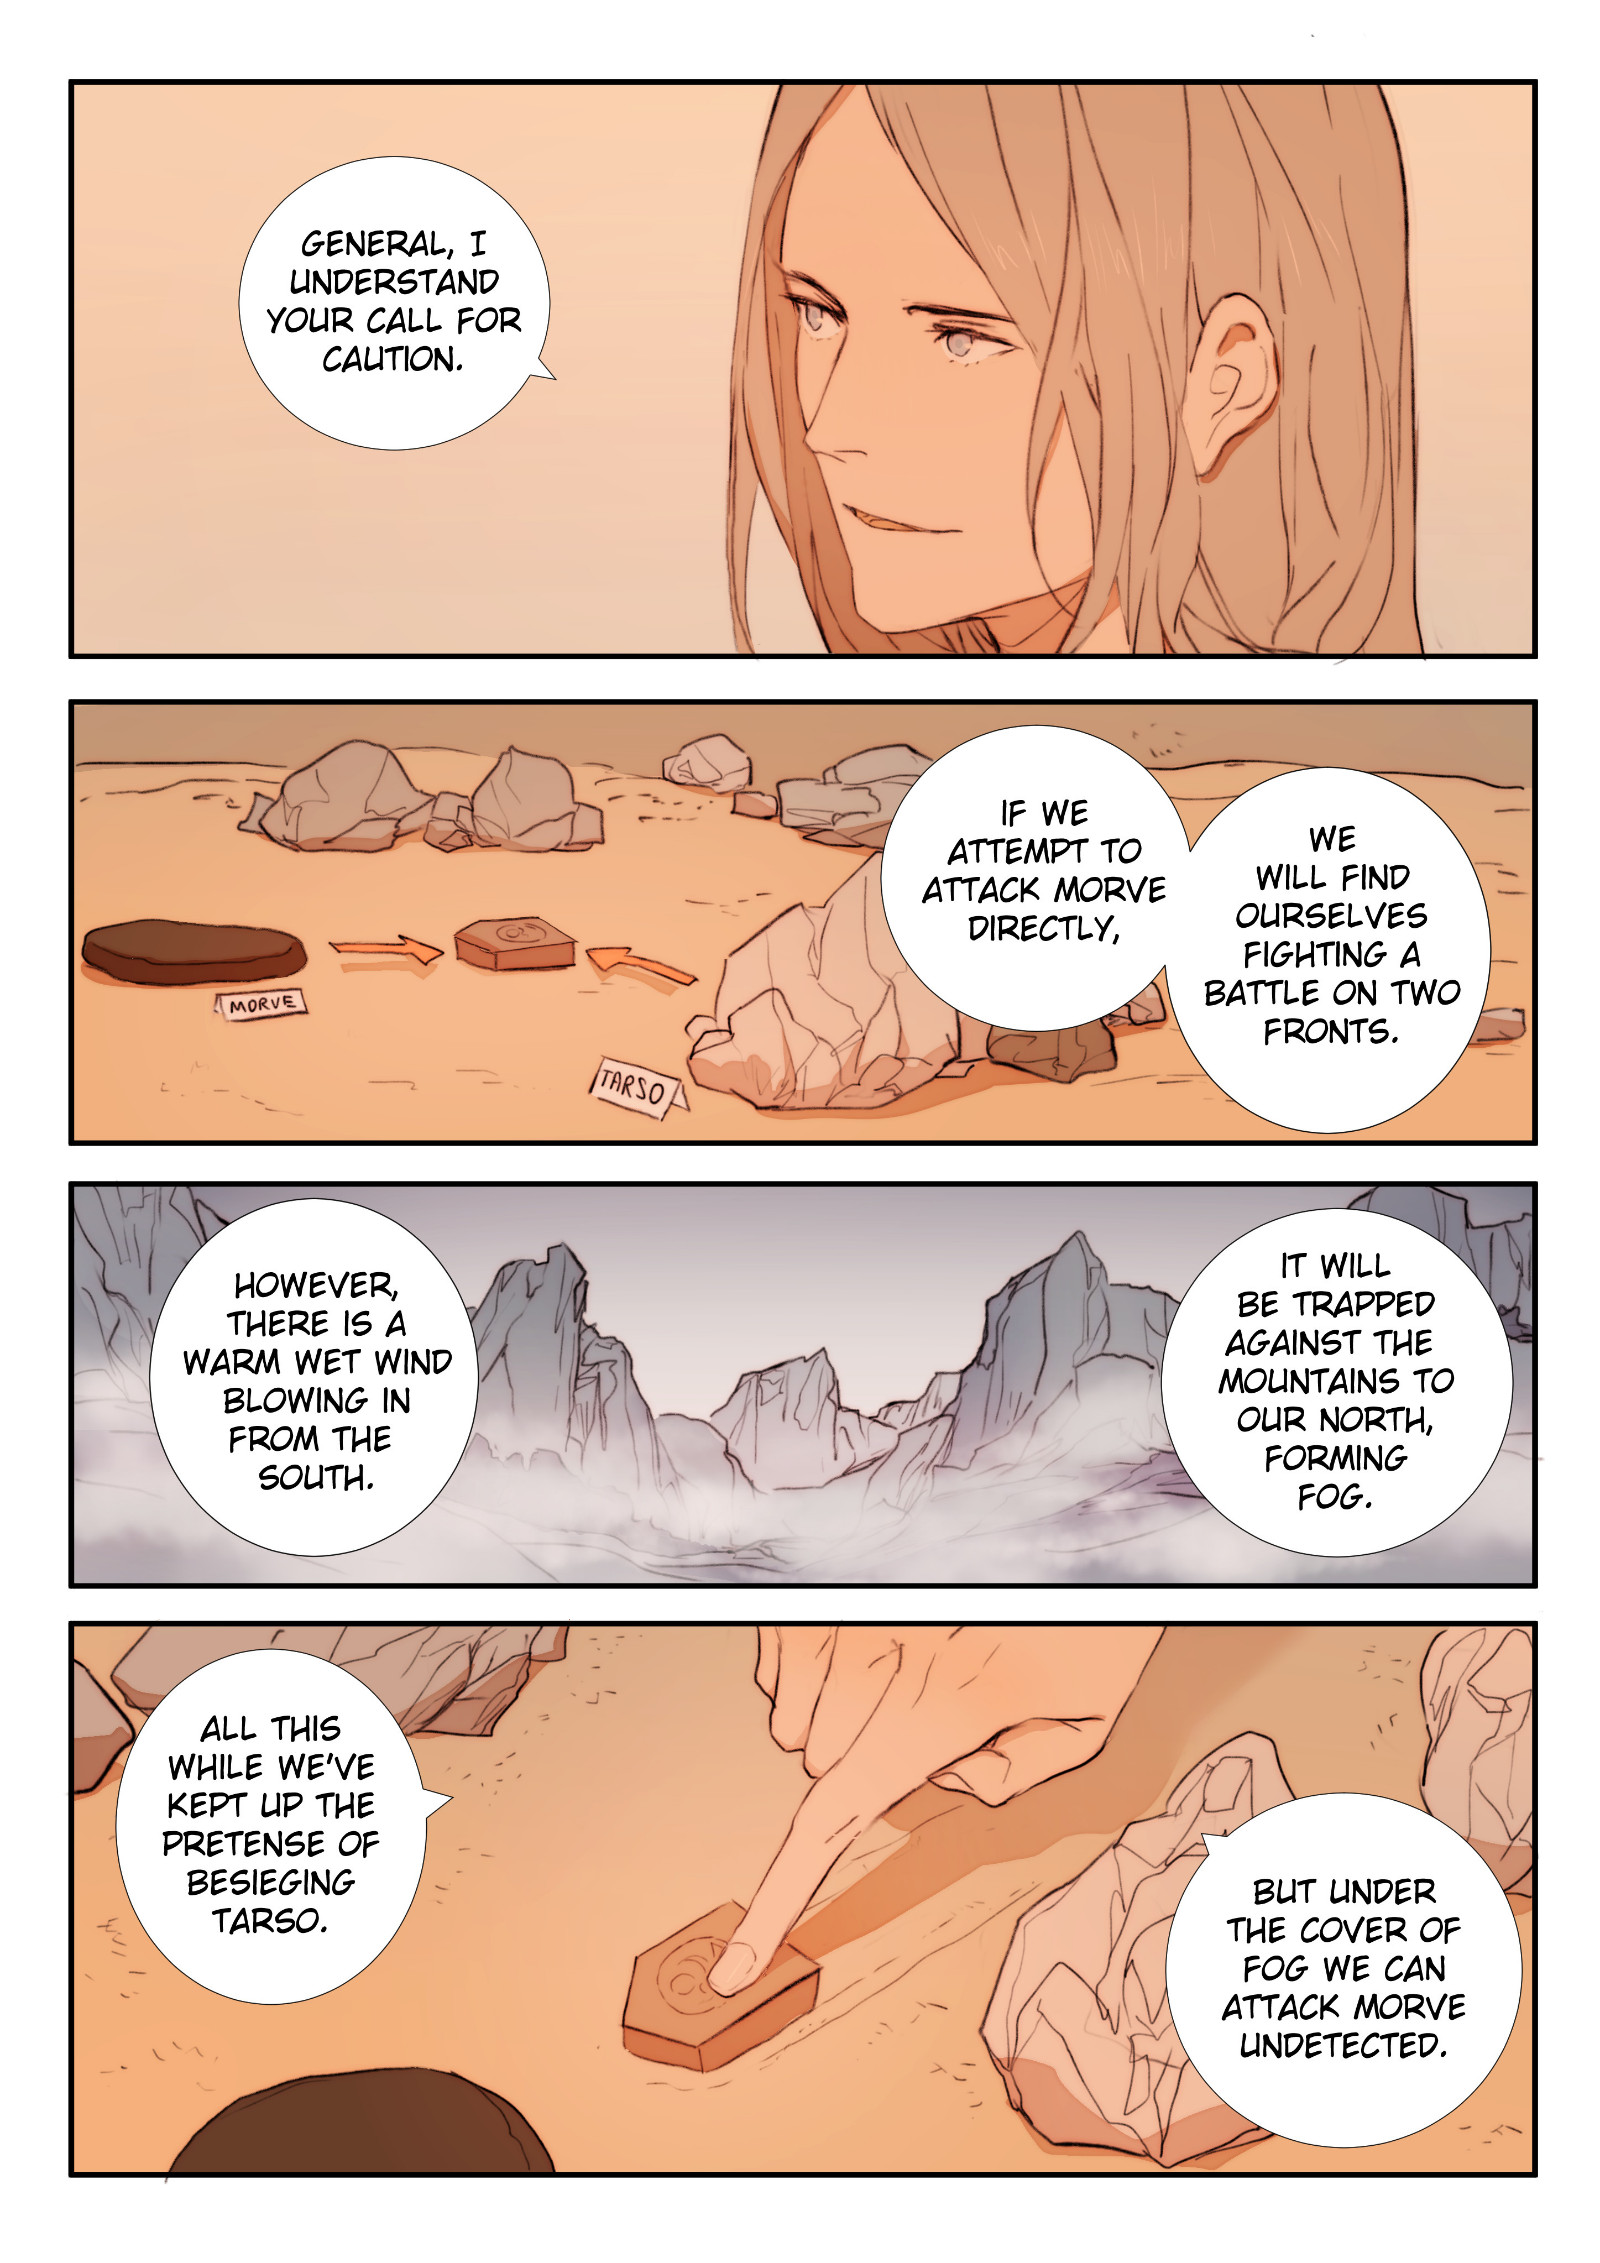 GENERAL, I
UNDERSTAND
YOUR CALL FOR
CAUTION.
IF WE
ATTEMPT TO
ATTACK MORVE
DIRECTLY,
WE
WILL FIND
OURSELVES
FIGHTING A
BATTLE ON TWO
FRONTS.
MORVE
TARSO
HOWEVER,
THERE IS A
WARM WET WIND
BLOWING IN
FROM THE
SOUTH.
IT WILL
BE TRAPPED
AGAINST THE
MOUNTAINS TO
OUR NORTH,
FORMING
FOG.
ALL THIS
WHILE WE'VE
KEPT UP THE
PRETENSE OF
BESIEGING
TARSO.
BUT UNDER
THE COVER OF
FOG WE CAN
ATTACK MORVE
UNDETECTED.